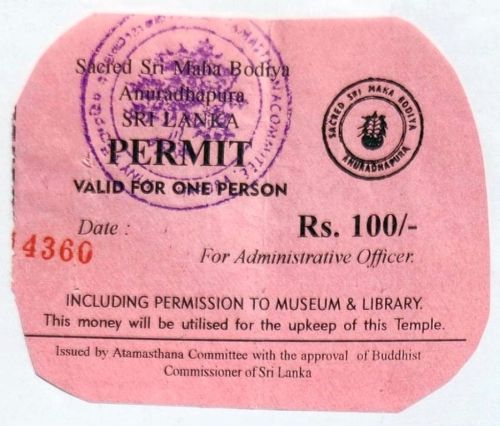 Sacred Sri Maha Bodiya
Anuradhapura
SRI LANKA
PERMIT
VALID FOR ONE PERSON
SACRED SRI MAHA BODIYA
ANURADHAPURA
Date :
Rs. 100/-
4360
For Administrative Officer.
INCLUDING PERMISSION TO MUSEUM & LIBRARY.
This money will be utilised for the upkeep of this Temple.
Issued by Atamasthana Committee with the approval of Buddhist
Commissioner of Sri Lanka